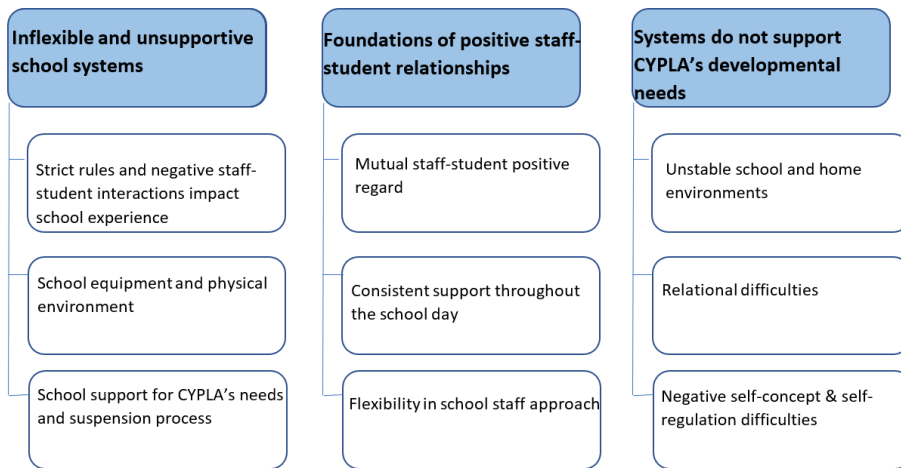 Inflexible and unsupportive
school systems
Strict rules and negative staff-
student interactions impact
school experience
School equipment and physical
environment
School support for CYPLA's needs
and suspension process
Foundations of positive staff-
student relationships
Mutual staff-student positive
regard
Consistent support throughout
the school day
Flexibility in school staff approach
Systems do not support
CYPLA's developmental
needs
Unstable school and home
environments
Relational difficulties
Negative self-concept & self-
regulation difficulties